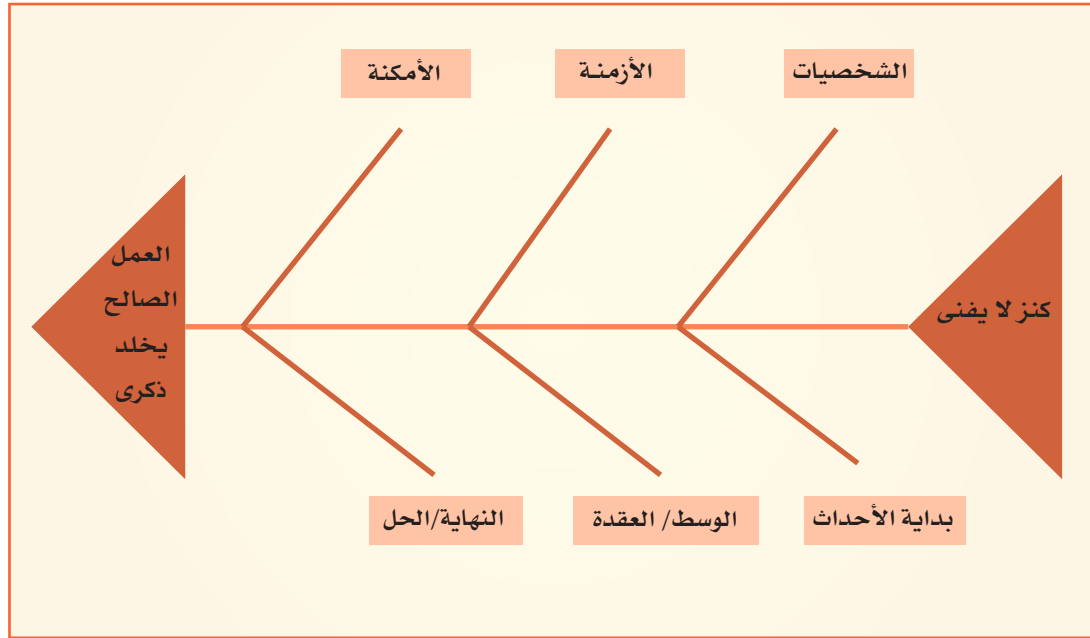 الشخصيات
الأزمنة
الأمكنة
كنز لا يفنى
العمل
الصالح
يخلد
ذكرى
بداية الأحداث
الوسط/ العقدة
النهاية/الحل